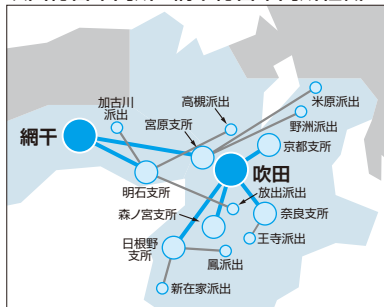 加古川
派出
高槻派出
米原派出
宮原支所
野洲派出
網干
京都支所
吹田
明石支所
放出派出
森ノ宮支所
奈良支所
日根野
支所
王寺派出
鳳派出
新在家派出